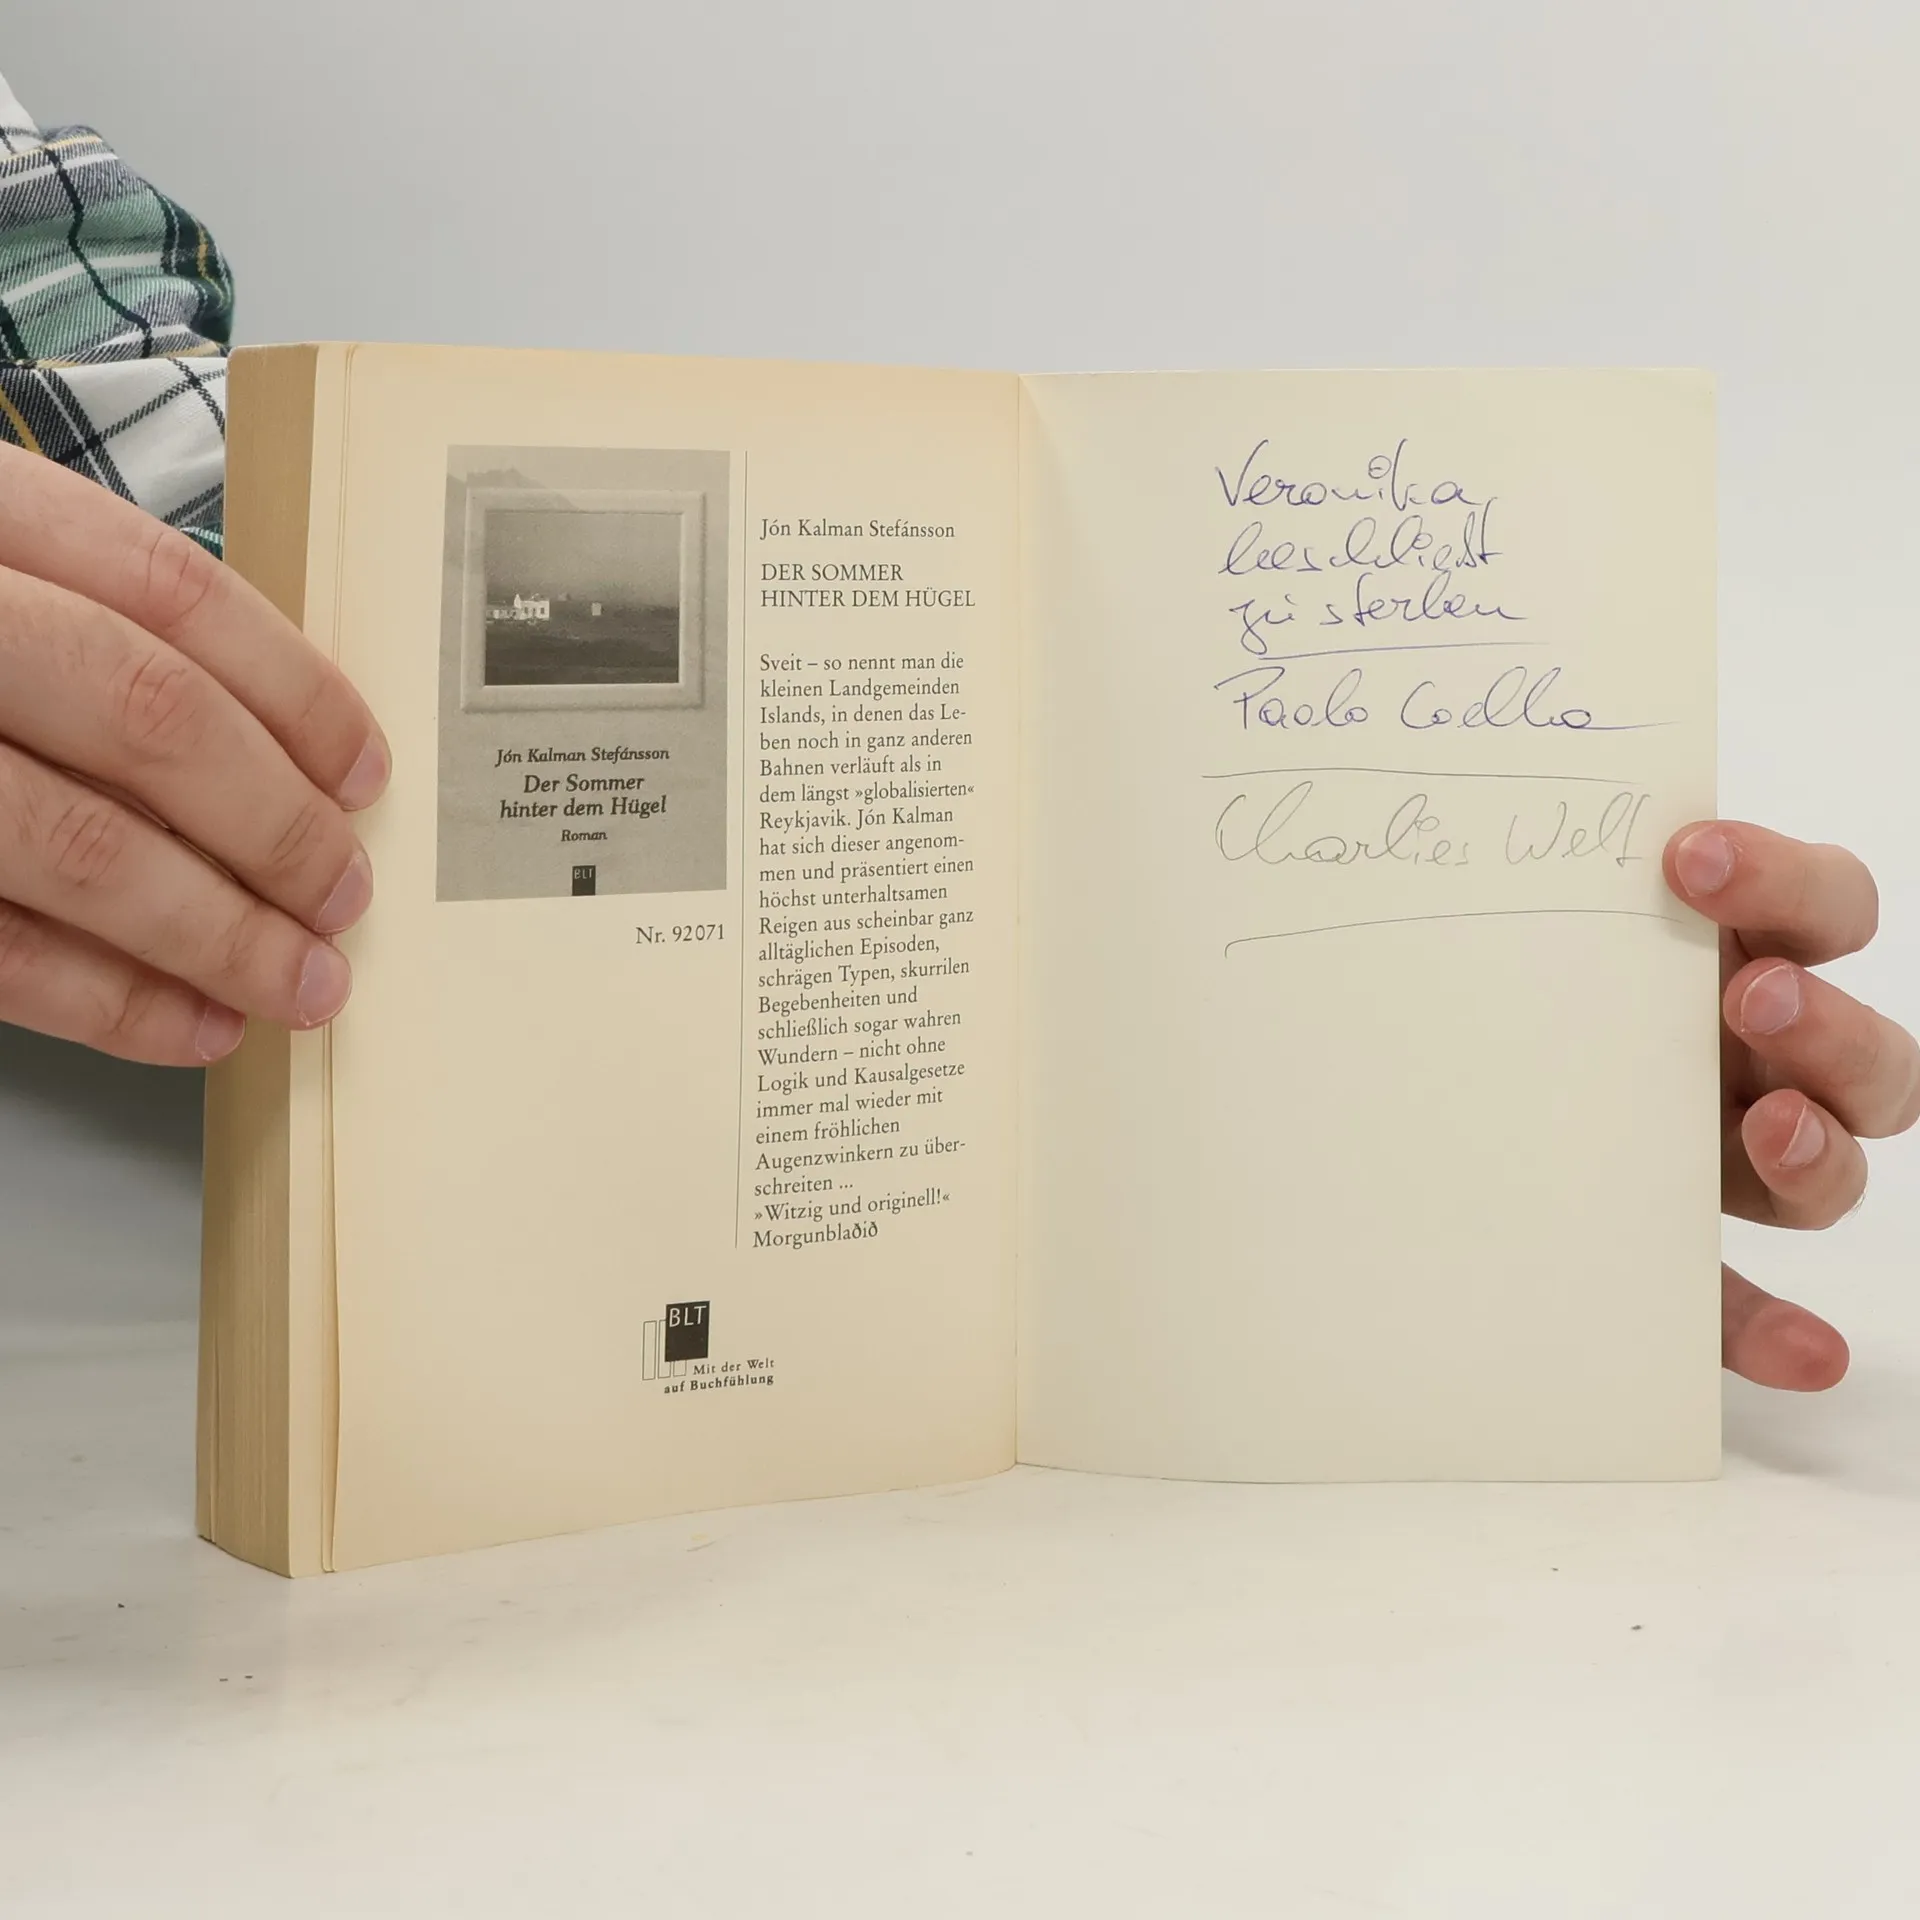 Jón Kalman Stefánsson
Der Sommer
hinter dem Hügel
Roman
BLT
Nr. 92071
Jón Kalman Stefánsson
DER SOMMER
HINTER DEM HÜGEL
Sveit – so nennt man die
kleinen Landgemeinden
Islands, in denen das Le-
ben noch in ganz anderen
Bahnen verläuft als in
dem längst »globalisierten«
Reykjavik. Jón Kalman
hat sich dieser angenom-
men und präsentiert einen
höchst unterhaltsamen
Reigen aus scheinbar ganz
alltäglichen Episoden,
schrägen Typen, skurrilen
Begebenheiten und
schließlich sogar wahren
Wundern – nicht ohne
Logik und Kausalgesetze
immer mal wieder mit
einem fröhlichen
Augenzwinkern zu über-
schreiten ...
»Witzig und originell!«
Morgunblaðið
BLT
Mit der Welt
auf Buchfühlung
Veronika
beschließt
zu sterben
Paolo Coelho
Charlies Welt